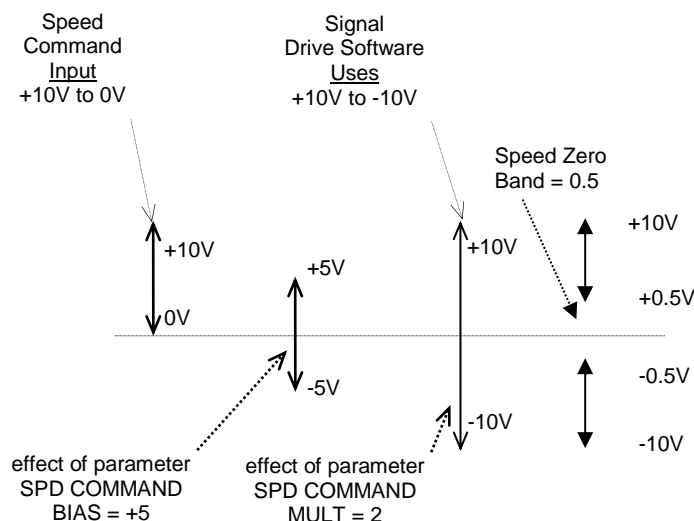 Speed
Command
Input
+10V to 0V
Signal
Drive Software
Uses
+10V to -10V
Speed Zero
Band = 0.5
+10V
0V
+5V
-5V
+10V
-10V
+10V
+0.5V
-0.5V
-10V
effect of parameter
SPD COMMAND
BIAS = +5
effect of parameter
SPD COMMAND
MULT = 2